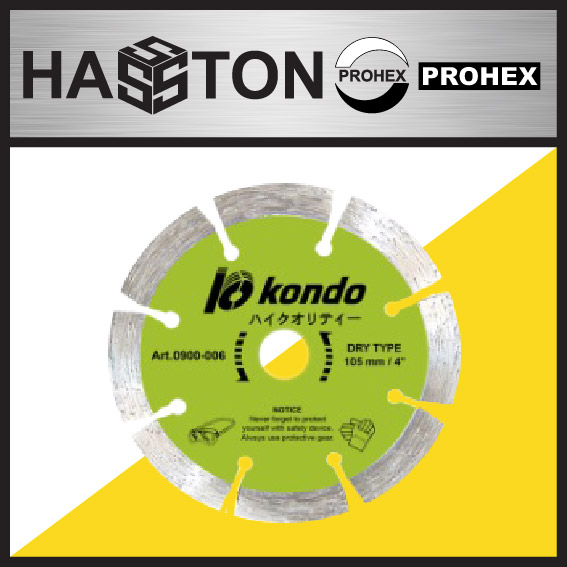 HASSTON PROHEX PROHEX
kondo
ハイクオリティー
Art.0900-006
DRY TYPE
105 mm / 4"
NOTICE
Never forget to protect
yourself with safety device.
Always use protective gear.